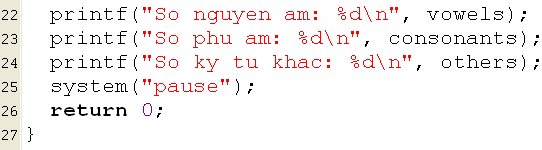 22 printf("So nguyen am: %d\n", vowels);
23 printf("So phu am: %d\n", consonants);
24 printf("So ky tu khac: %d\n", others);
25 system("pause");
26 return 0;
27 }